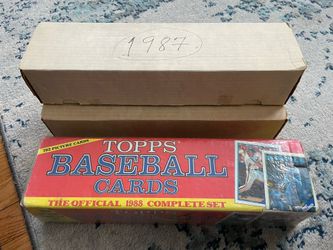 1987
792 PICTURE CARDS
TOPPS
BASEBALL
CARDS
THE OFFICIAL 1988 COMPLETE SET